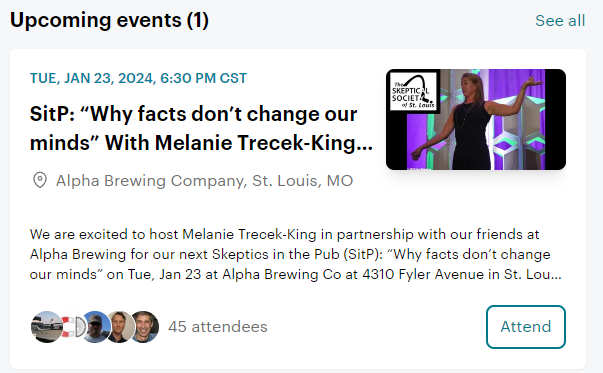 Upcoming events (1)
See all
TUE, JAN 23, 2024, 6:30 PM CST
SitP: “Why facts don’t change our
minds” With Melanie Trecek-King...
Alpha Brewing Company, St. Louis, MO
The
SKEPTICAL
SOCIETY
of St. Louis
We are excited to host Melanie Trecek-King in partnership with our friends at
Alpha Brewing for our next Skeptics in the Pub (SitP): “Why facts don’t change
our minds” on Tue, Jan 23 at Alpha Brewing Co at 4310 Fyler Avenue in St. Lou...
45 attendees
Attend